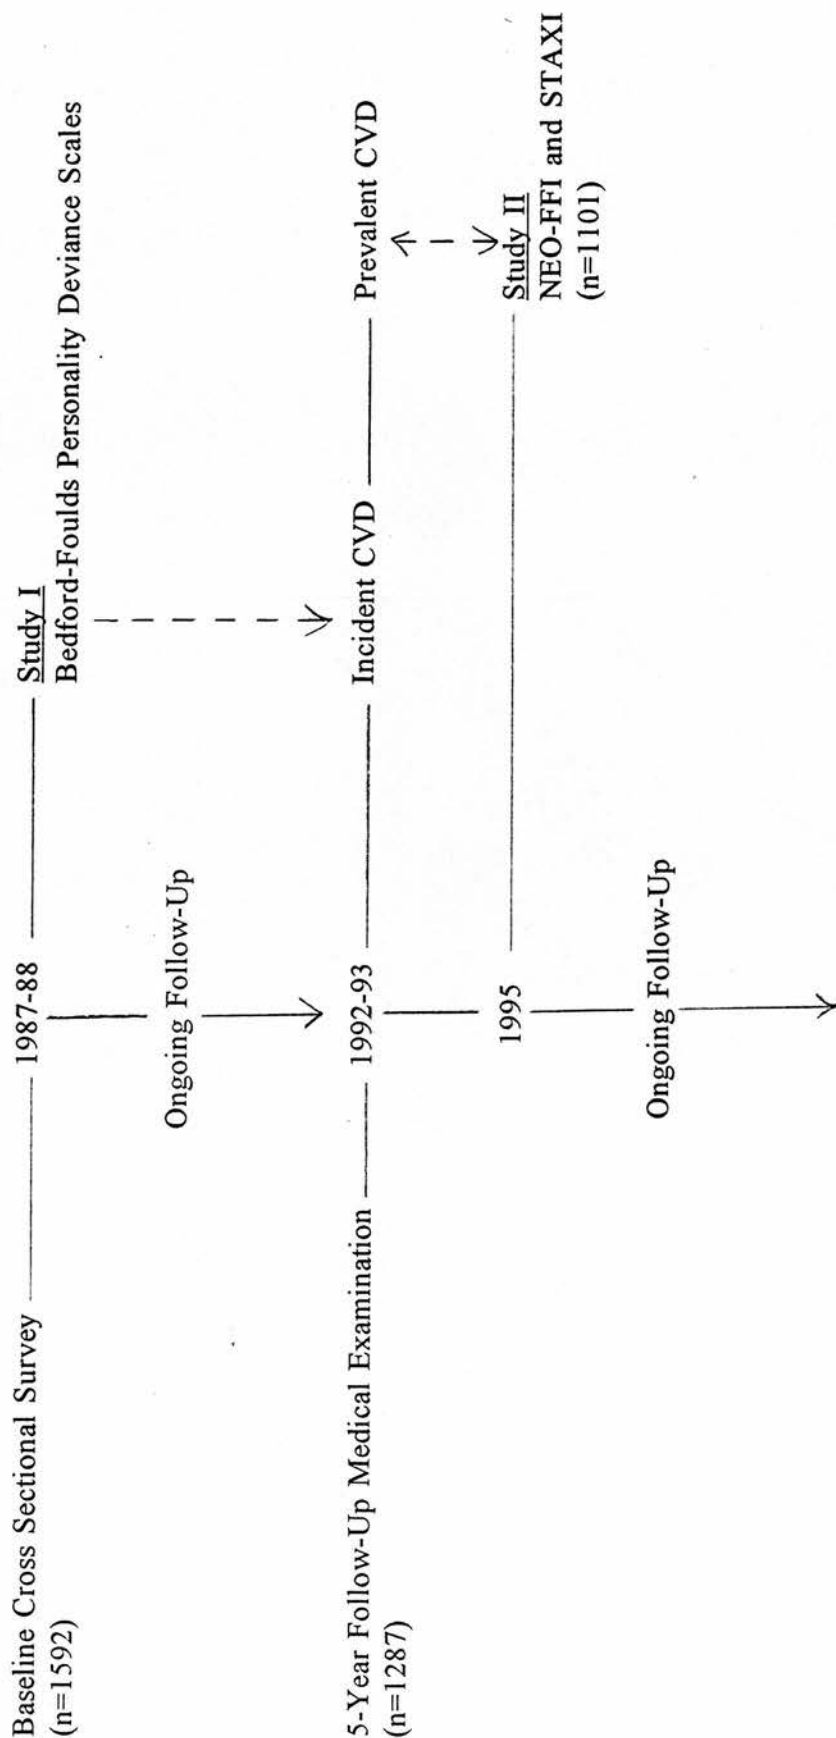 Baseline Cross Sectional Survey
(n=1592)
1987-88
Study I
Bedford-Foulds Personality Deviance Scales
Ongoing Follow-Up
5-Year Follow-Up Medical Examination
(n=1287)
1992-93
Incident CVD
Prevalent CVD
1995
Study II
NEO-FFI and STAXI
(n=1101)
Ongoing Follow-Up